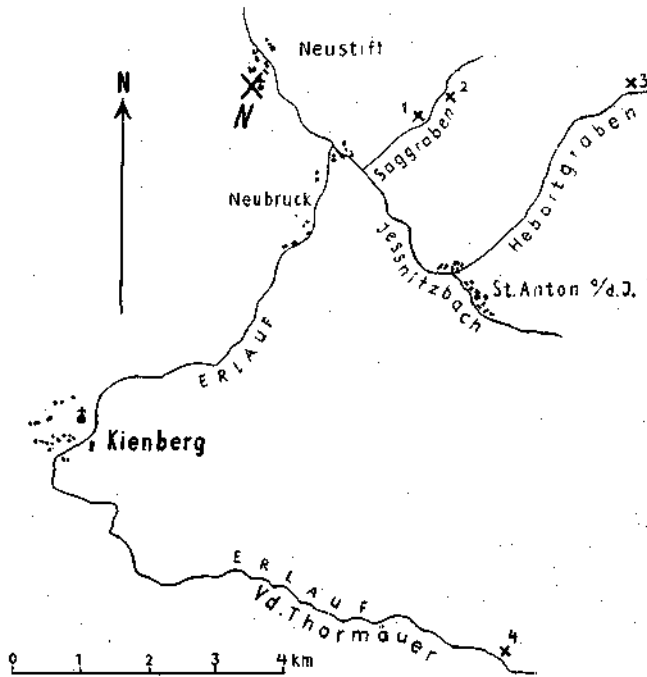 Neustift
N
N
1
2
3
Saggraben
Hebortgraben
Neubruck
Jessnitzbach
St. Anton a/d.J.
ERLAUF
Kienberg
ERLAUF
Vd. Thormäuer
4
0 1 2 3 4 km